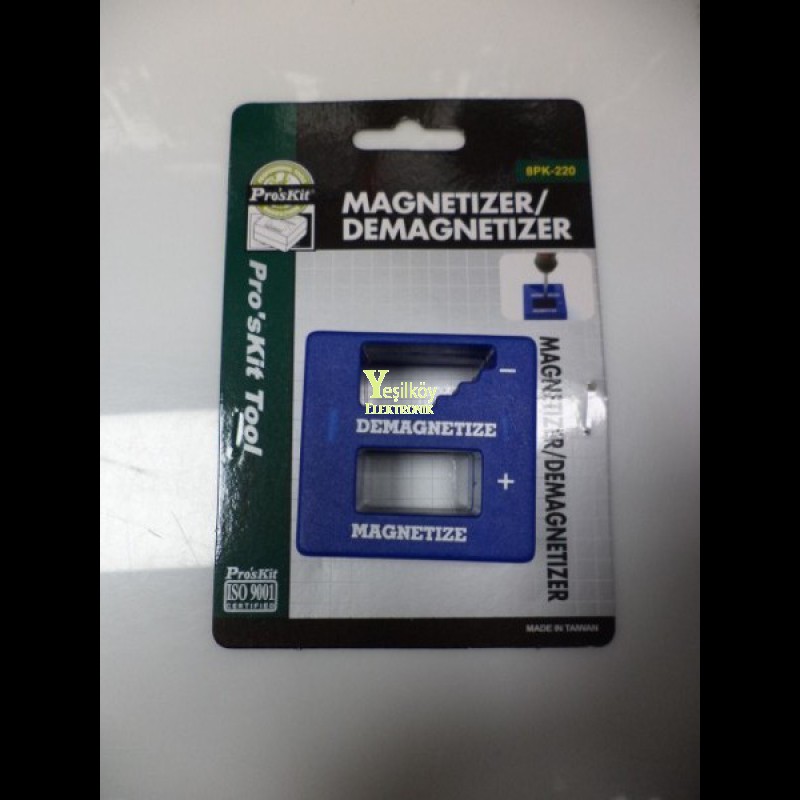 8PK-220
Pro'sKit
MAGNETIZER/
DEMAGNETIZER
Pro'sKit Tool
MAGNETIZER/DEMAGNETIZER
Yeşilköy
ELEKTRONİK
DEMAGNETIZE
MAGNETIZE
Pro'sKit
ISO 9001
CERTIFIED
MADE IN TAIWAN